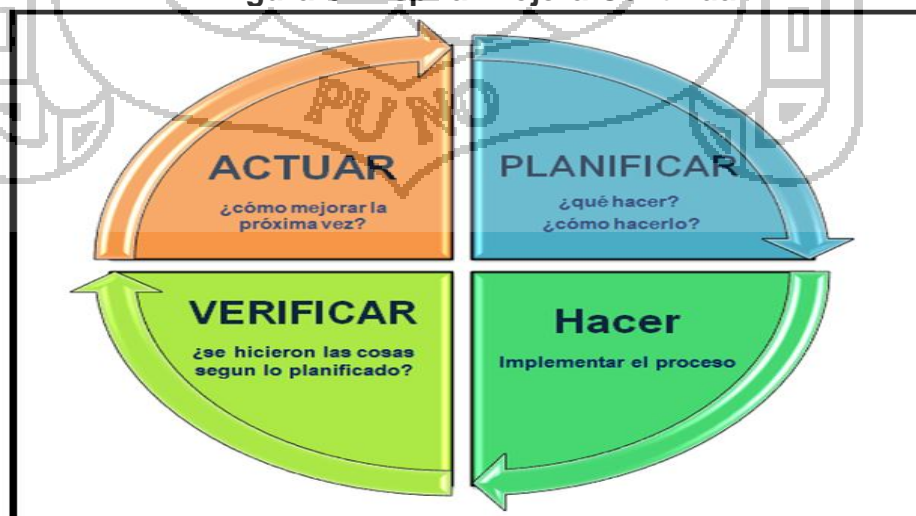 PUNO
ACTUAR
¿cómo mejorar la
próxima vez?
PLANIFICAR
¿qué hacer?
¿cómo hacerlo?
VERIFICAR
¿se hicieron las cosas
segun lo planificado?
Hacer
Implementar el proceso